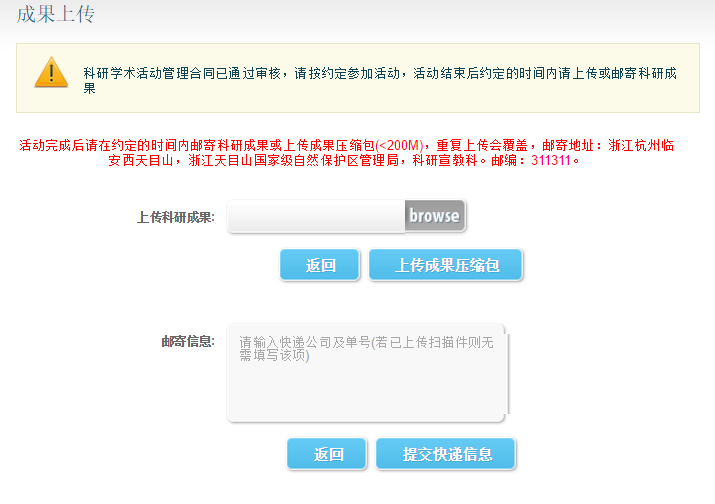 成果上传
科研学术活动管理合同已通过审核，请按约定参加活动，活动结束后约定的时间内请上传或邮寄科研成
果
活动完成后请在约定的时间内邮寄科研成果或上传成果压缩包(<200M)，重复上传会覆盖，邮寄地址：浙江杭州临
安西天目山，浙江天目山国家级自然保护区管理局，科研宣教科。邮编：311311。
上传科研成果:
browse
返回
上传成果压缩包
邮寄信息:
请输入快递公司及单号(若已上传扫描件则无
需填写该项)
返回
提交快递信息